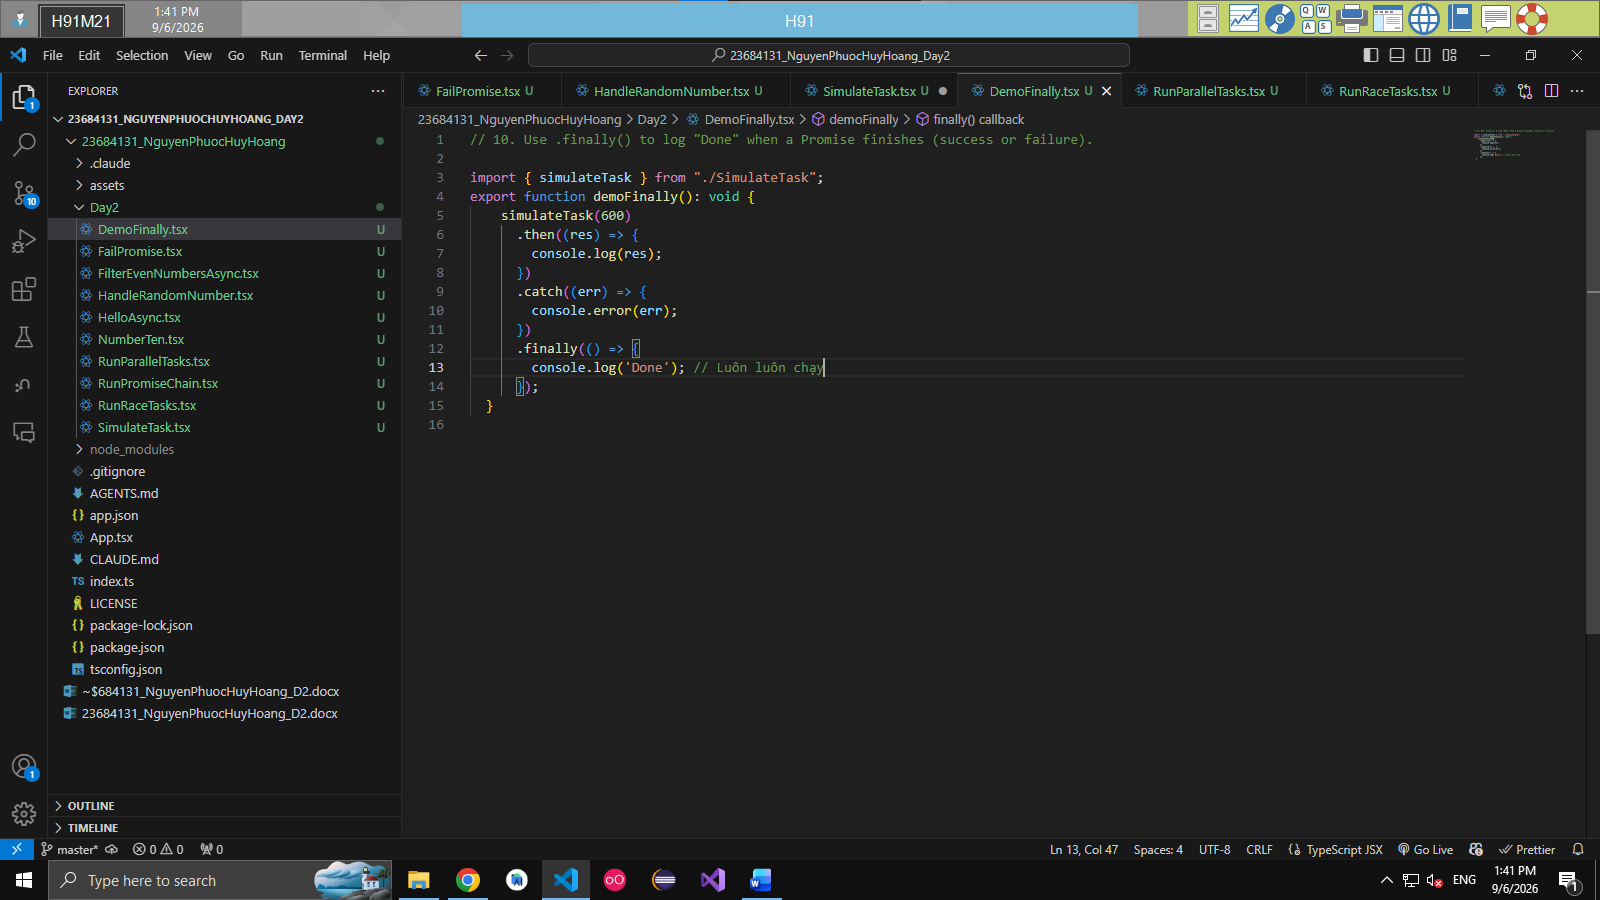 H91M21
1:41 PM
9/6/2026
H91
File Edit Selection View Go Run Terminal Help
23684131_NguyenPhuocHuyHoang_Day2
EXPLORER
FailPromise.tsx U
HandleRandomNumber.tsx U
SimulateTask.tsx U
DemoFinally.tsx U
RunParallelTasks.tsx U
RunRaceTasks.tsx U
23684131_NGUYENPHUOCHUYHOANG_DAY2
23684131_NguyenPhuocHuyHoang
.claude
assets
Day2
DemoFinally.tsx U
FailPromise.tsx U
FilterEvenNumbersAsync.tsx U
HandleRandomNumber.tsx U
HelloAsync.tsx U
NumberTen.tsx U
RunParallelTasks.tsx U
RunPromiseChain.tsx U
RunRaceTasks.tsx U
SimulateTask.tsx U
node_modules
.gitignore
AGENTS.md
app.json
App.tsx
CLAUDE.md
index.ts
LICENSE
package-lock.json
package.json
tsconfig.json
~$684131_NguyenPhuocHuyHoang_D2.docx
23684131_NguyenPhuocHuyHoang_D2.docx
OUTLINE
TIMELINE
23684131_NguyenPhuocHuyHoang > Day2 > DemoFinally.tsx > demoFinally > finally() callback
1 // 10. Use .finally() to log "Done" when a Promise finishes (success or failure).
2
3 import { simulateTask } from "./SimulateTask";
4 export function demoFinally(): void {
5 simulateTask(600)
6 .then((res) => {
7 console.log(res);
8 })
9 .catch((err) => {
10 console.error(err);
11 })
12 .finally(() => {
13 console.log('Done'); // Luôn luôn chạy
14 });
15 }
16
master* 0 0 0
Ln 13, Col 47 Spaces: 4 UTF-8 CRLF TypeScript JSX Go Live Prettier
Type here to search
ENG
1:41 PM
9/6/2026